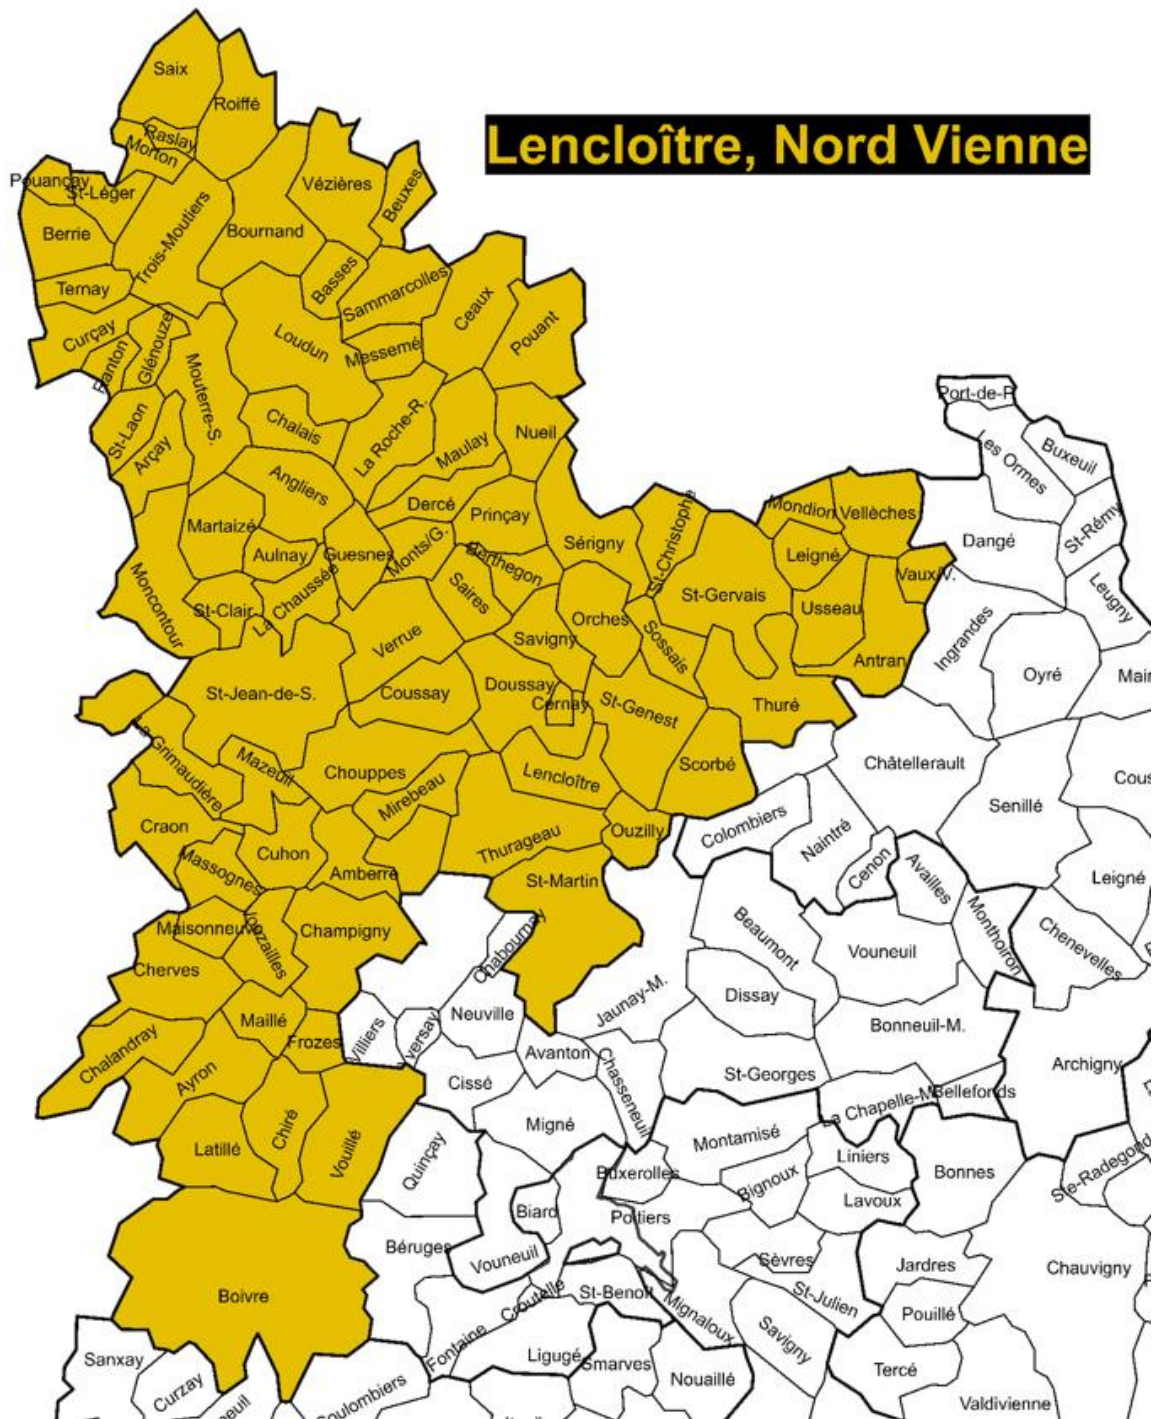 Lencloître, Nord Vienne
Saix
Roiffé
Raslay
Morton
Pouançay
St-Léger
Vézières
Beuxes
Berrie
Trois-Moutiers
Bournand
Ternay
Basses
Sammarcolles
Ceaux
Pouant
Curçay
Glénouze
Ranton
Loudun
Messemé
Mouterre-S.
Port-de-P
St-Laon
Arçay
Chalais
La Roche-R.
Maulay
Nueil
Les Ormes
Buxeuil
Angliers
Dercé
Prinçay
St-Christophe
Mondion
Vellèches
Martaizé
Aulnay
Guesnes
Monts/G.
Berthegon
Sérigny
Leigné
Dangé
St-Rémy
Vaux/V.
Moncontour
St-Clair
La Chaussée
Saires
Orches
St-Gervais
Usseau
Leugny
Verrue
Savigny
Sossais
Antran
Ingrandes
Oyré
Mair
St-Jean-de-S.
Coussay
Doussay
Cernay
St-Genest
Thuré
La Grimaudière
Mazeuil
Chouppes
Mirebeau
Lencloître
Scorbé
Châtellerault
Cous
Senillé
Craon
Cuhon
Thurageau
Ouzilly
Colombiers
Naintré
Cenon
Availles
Massognes
Amberre
St-Martin
Leigné
Maisonneuve
Jouzailles
Champigny
Chabournay
Beaumont
Vouneuil
Monthoiron
Chenevelles
Cherves
Dissay
Jaunay-M.
Maillé
Frozes
Villiers
Yversay
Neuville
Bonneuil-M.
Chalandray
Ayron
Avanton
Cissé
Chasseneuil
St-Georges
La Chapelle-M
Bellefonds
Archigny
Latillé
Chiré
Vouillé
Quinçay
Migné
Montamisé
Liniers
Bonnes
Ste-Radegond
Buxerolles
Bignoux
Lavoux
Biard
Poitiers
Béruges
Vouneuil
Sèvres
Jardres
Chauvigny
Boivre
Croutelle
St-Benoit
Mignaloux
St-Julien
Pouillé
Savigny
Sanxay
Curzay
Fontaine
Ligugé
Smarves
Nouaillé
Tercé
Coulombiers
Valdivienne
euil